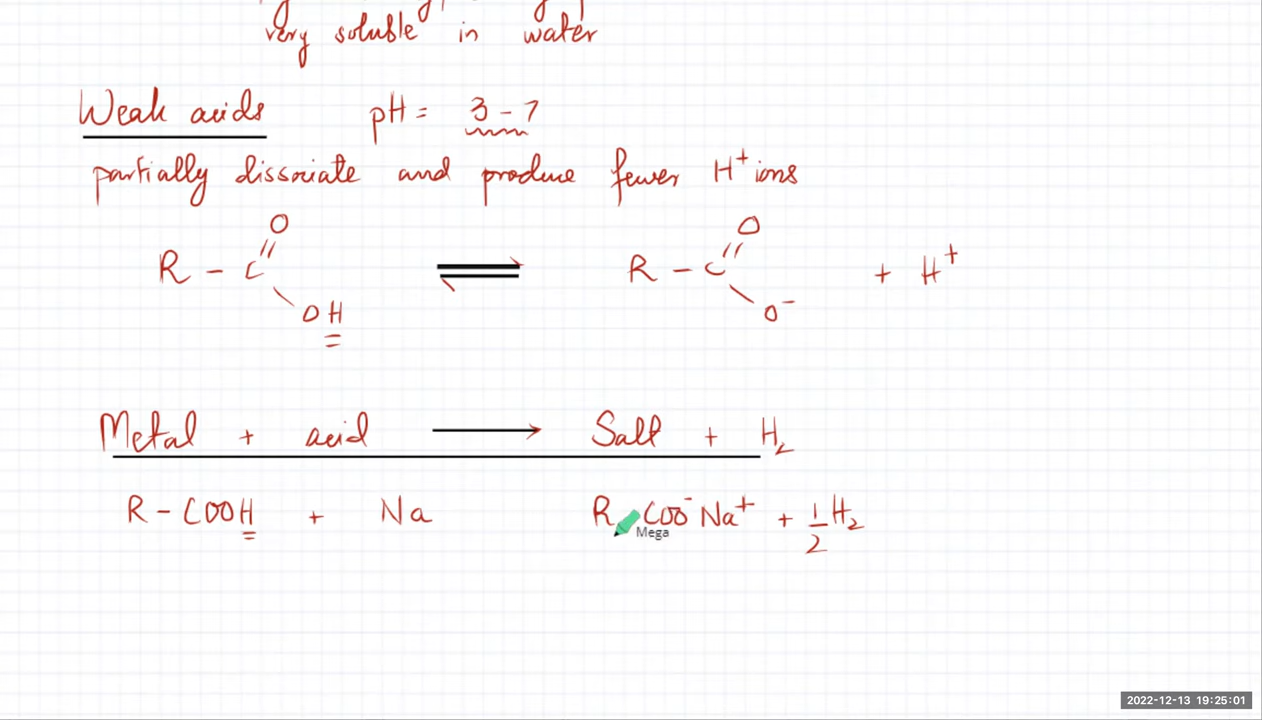 very soluble in water
Weak acids pH = 3 - 7
partially dissociate and produce fewer H⁺ ions
O O
R - C ⇌ R - C + H⁺
OH O⁻
Metal + acid → Salt + H₂
R - COOH + Na R COO⁻ Na⁺ + 1/2 H₂
Mega
2022-12-13 19:25:01